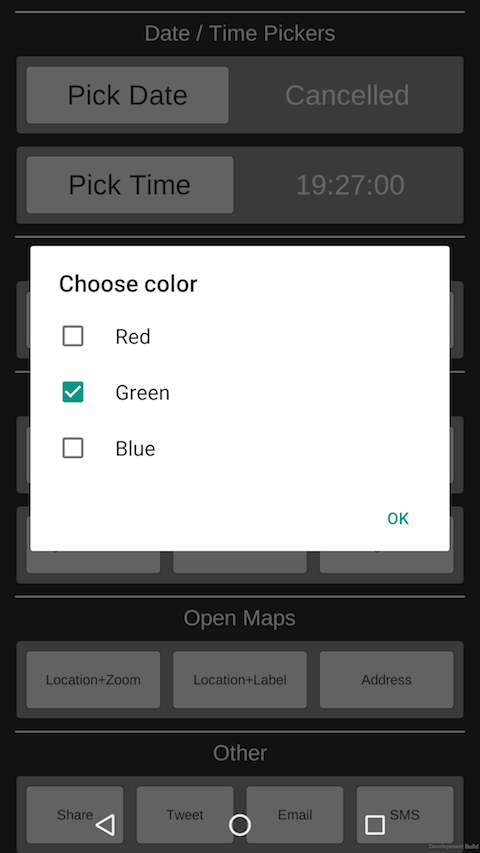 Date / Time Pickers
Pick Date
Cancelled
Pick Time
19:27:00
Choose color
Red
Green
Blue
OK
Open Maps
Location+Zoom
Location+Label
Address
Other
Share
Tweet
Email
SMS
Development Build